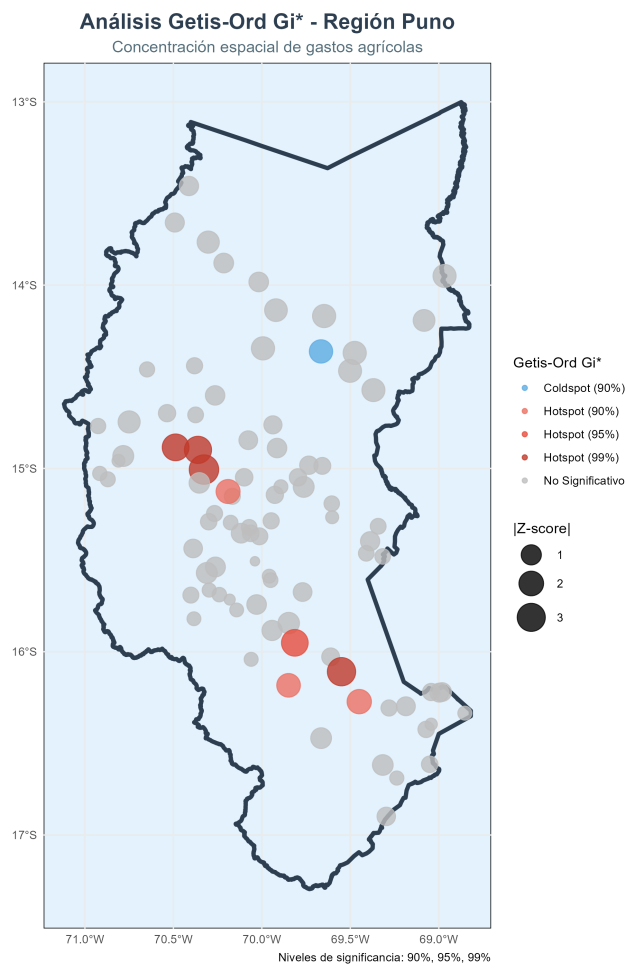 Análisis Getis-Ord Gi* - Región Puno
Concentración espacial de gastos agrícolas
13°S
14°S
15°S
16°S
17°S
71.0°W
70.5°W
70.0°W
69.5°W
69.0°W
Getis-Ord Gi*
Coldspot (90%)
Hotspot (90%)
Hotspot (95%)
Hotspot (99%)
No Significativo
|Z-score|
1
2
3
Niveles de significancia: 90%, 95%, 99%